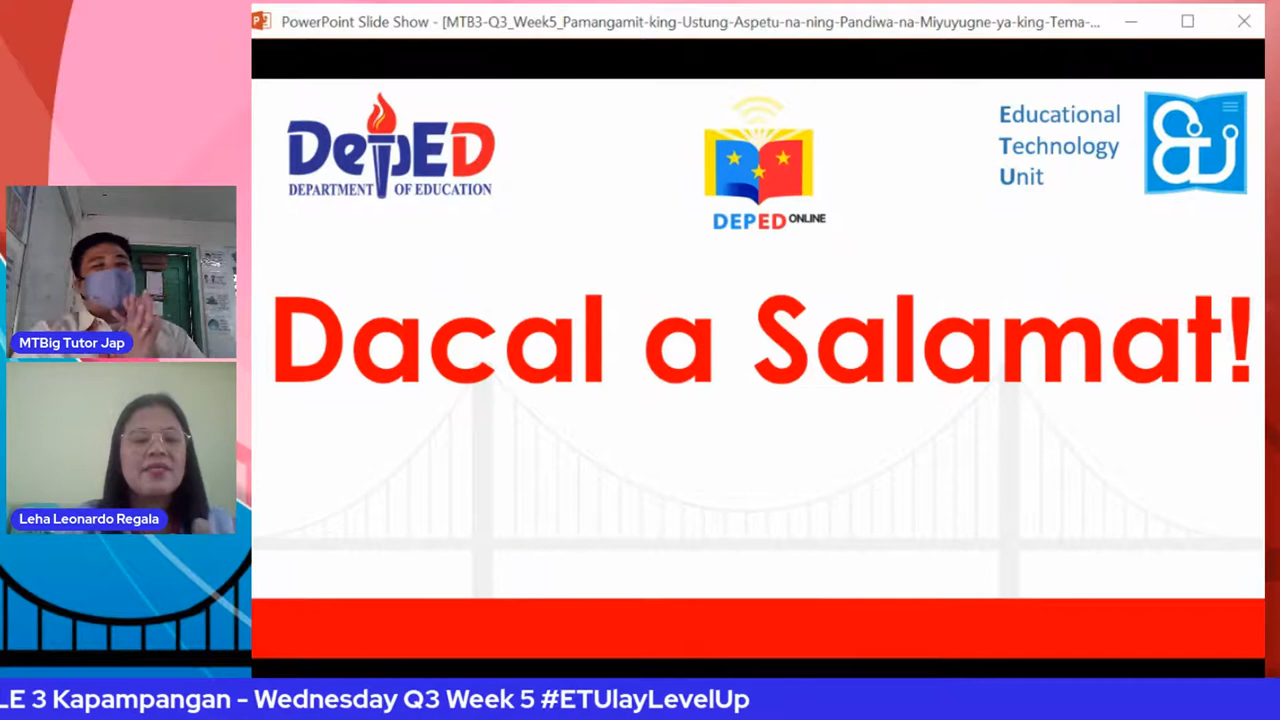 PowerPoint Slide Show - [MTB3-Q3_Week5_Pamangamit-king-Ustung-Aspetu-na-ning-Pandiwa-na-Miyuyugne-ya-king-Tema-...
DepED
DEPARTMENT OF EDUCATION
DEPED ONLINE
Educational
Technology
Unit
Dacal a Salamat!
MTBig Tutor Jap
Leha Leonardo Regala
LE 3 Kapampangan - Wednesday Q3 Week 5 #ETUlayLevelUp